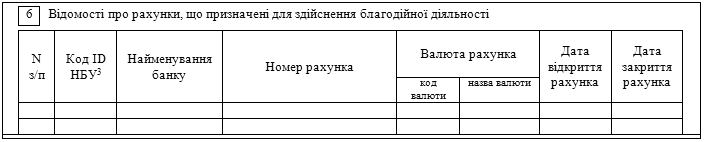 6 Відомості про рахунки, що призначені для здійснення благодійної діяльності
N з/п
Код ID НБУ3
Найменування банку
Номер рахунка
Валюта рахунка
код валюти
назва валюти
Дата відкриття рахунка
Дата закриття рахунка